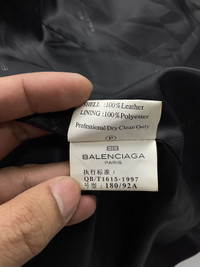 SHELL :100% Leather
LINING :100% Polyester
Professional Dry Clean Only
P
BB
BALENCIAGA
PARIS
执行标准:
QB/T1615-1997
号型:180/92A